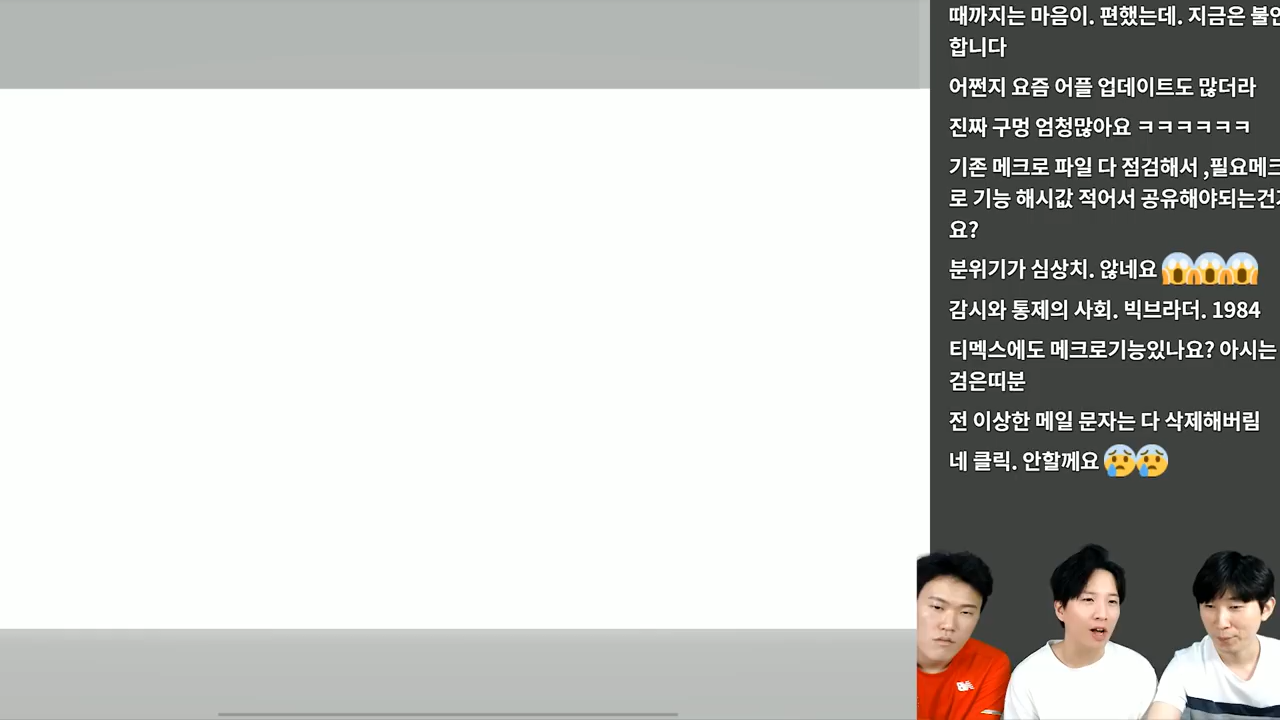 때까지는 마음이. 편했는데. 지금은 불안
합니다
어쩐지 요즘 어플 업데이트도 많더라
진짜 구멍 엄청많아요 ㅋㅋㅋㅋㅋㅋ
기존 메크로 파일 다 점검해서 ,필요메크
로 기능 해시값 적어서 공유해야되는건가
요?
분위기가 심상치. 않네요 😱😱😱
감시와 통제의 사회. 빅브라더. 1984
티멕스에도 메크로기능있나요? 아시는
검은띠분
전 이상한 메일 문자는 다 삭제해버림
네 클릭. 안할께요 😰😰